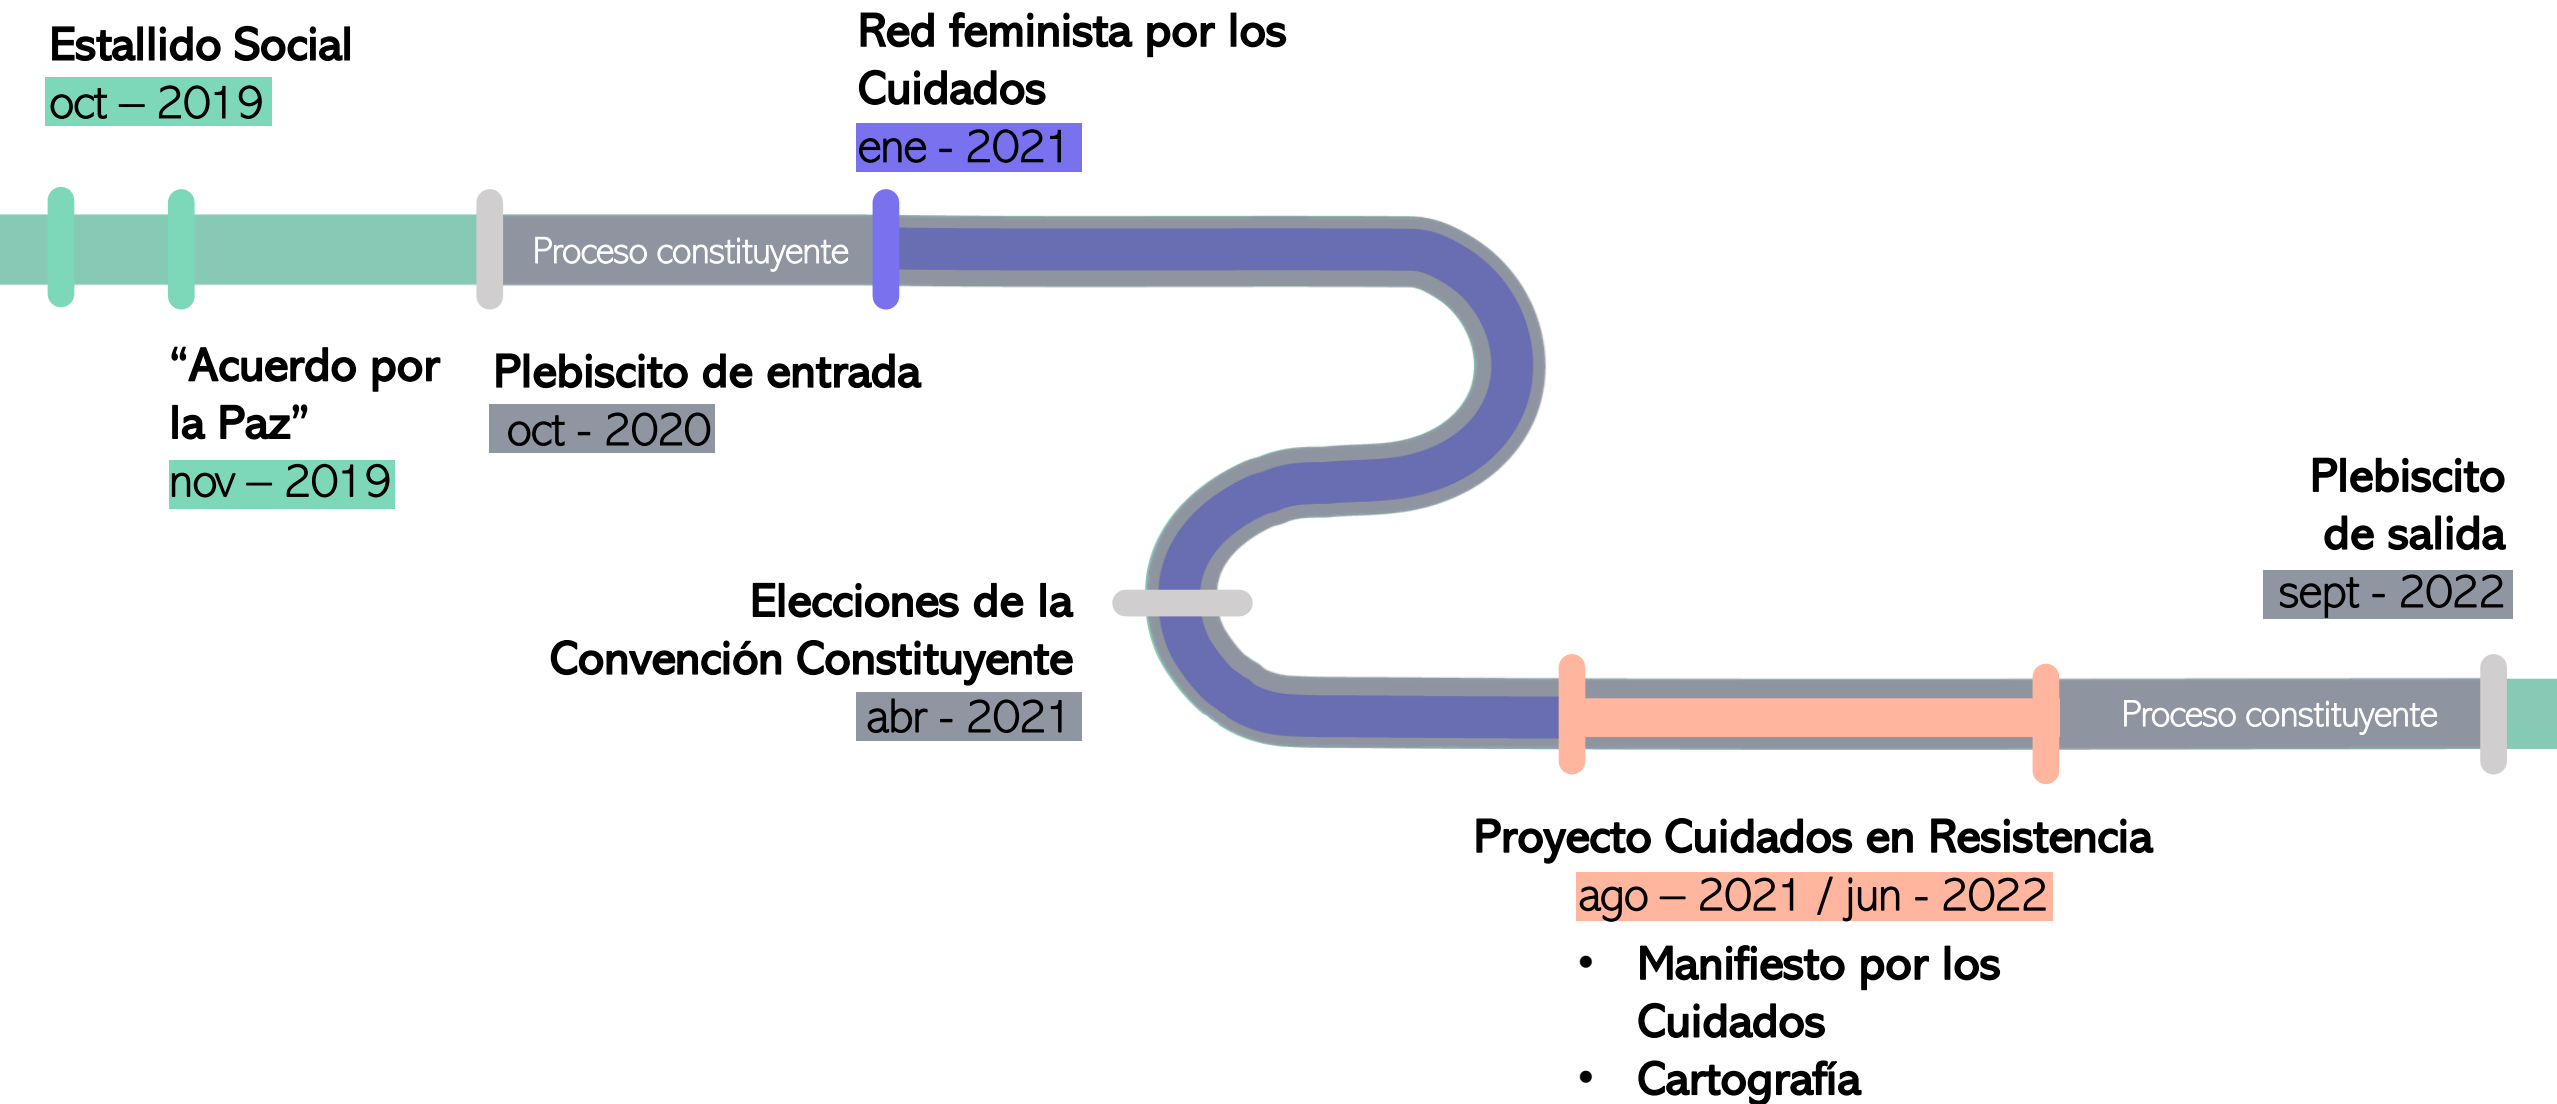 Estallido Social
oct – 2019
Red feminista por los
Cuidados
ene - 2021
Proceso constituyente
“Acuerdo por
la Paz”
nov – 2019
Plebiscito de entrada
oct - 2020
Elecciones de la
Convención Constituyente
abr - 2021
Plebiscito
de salida
sept - 2022
Proceso constituyente
Proyecto Cuidados en Resistencia
ago – 2021 / jun - 2022
• Manifiesto por los
Cuidados
• Cartografía